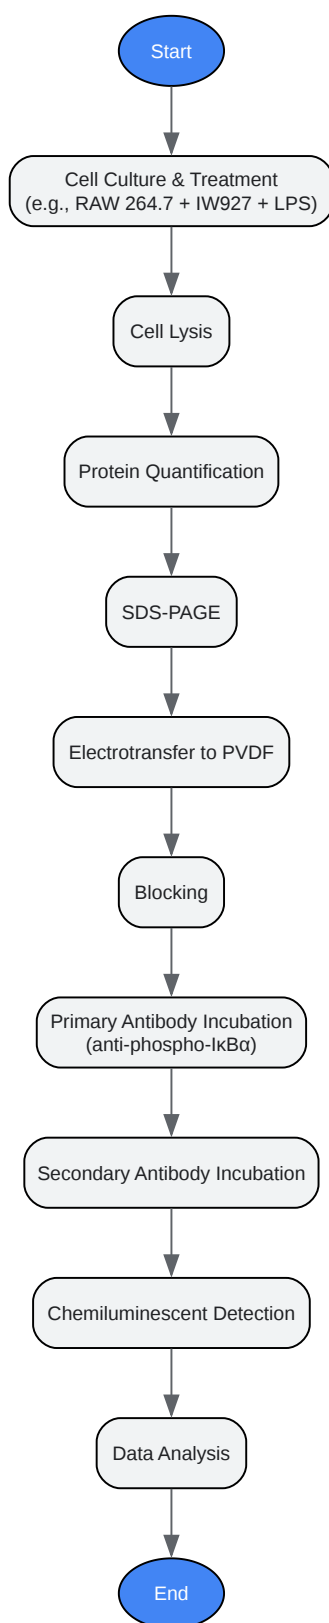 Start
Cell Culture & Treatment
(e.g., RAW 264.7 + IW927 + LPS)
Cell Lysis
Protein Quantification
SDS-PAGE
Electrotransfer to PVDF
Blocking
Primary Antibody Incubation
(anti-phospho-IκBα)
Secondary Antibody Incubation
Chemiluminescent Detection
Data Analysis
End